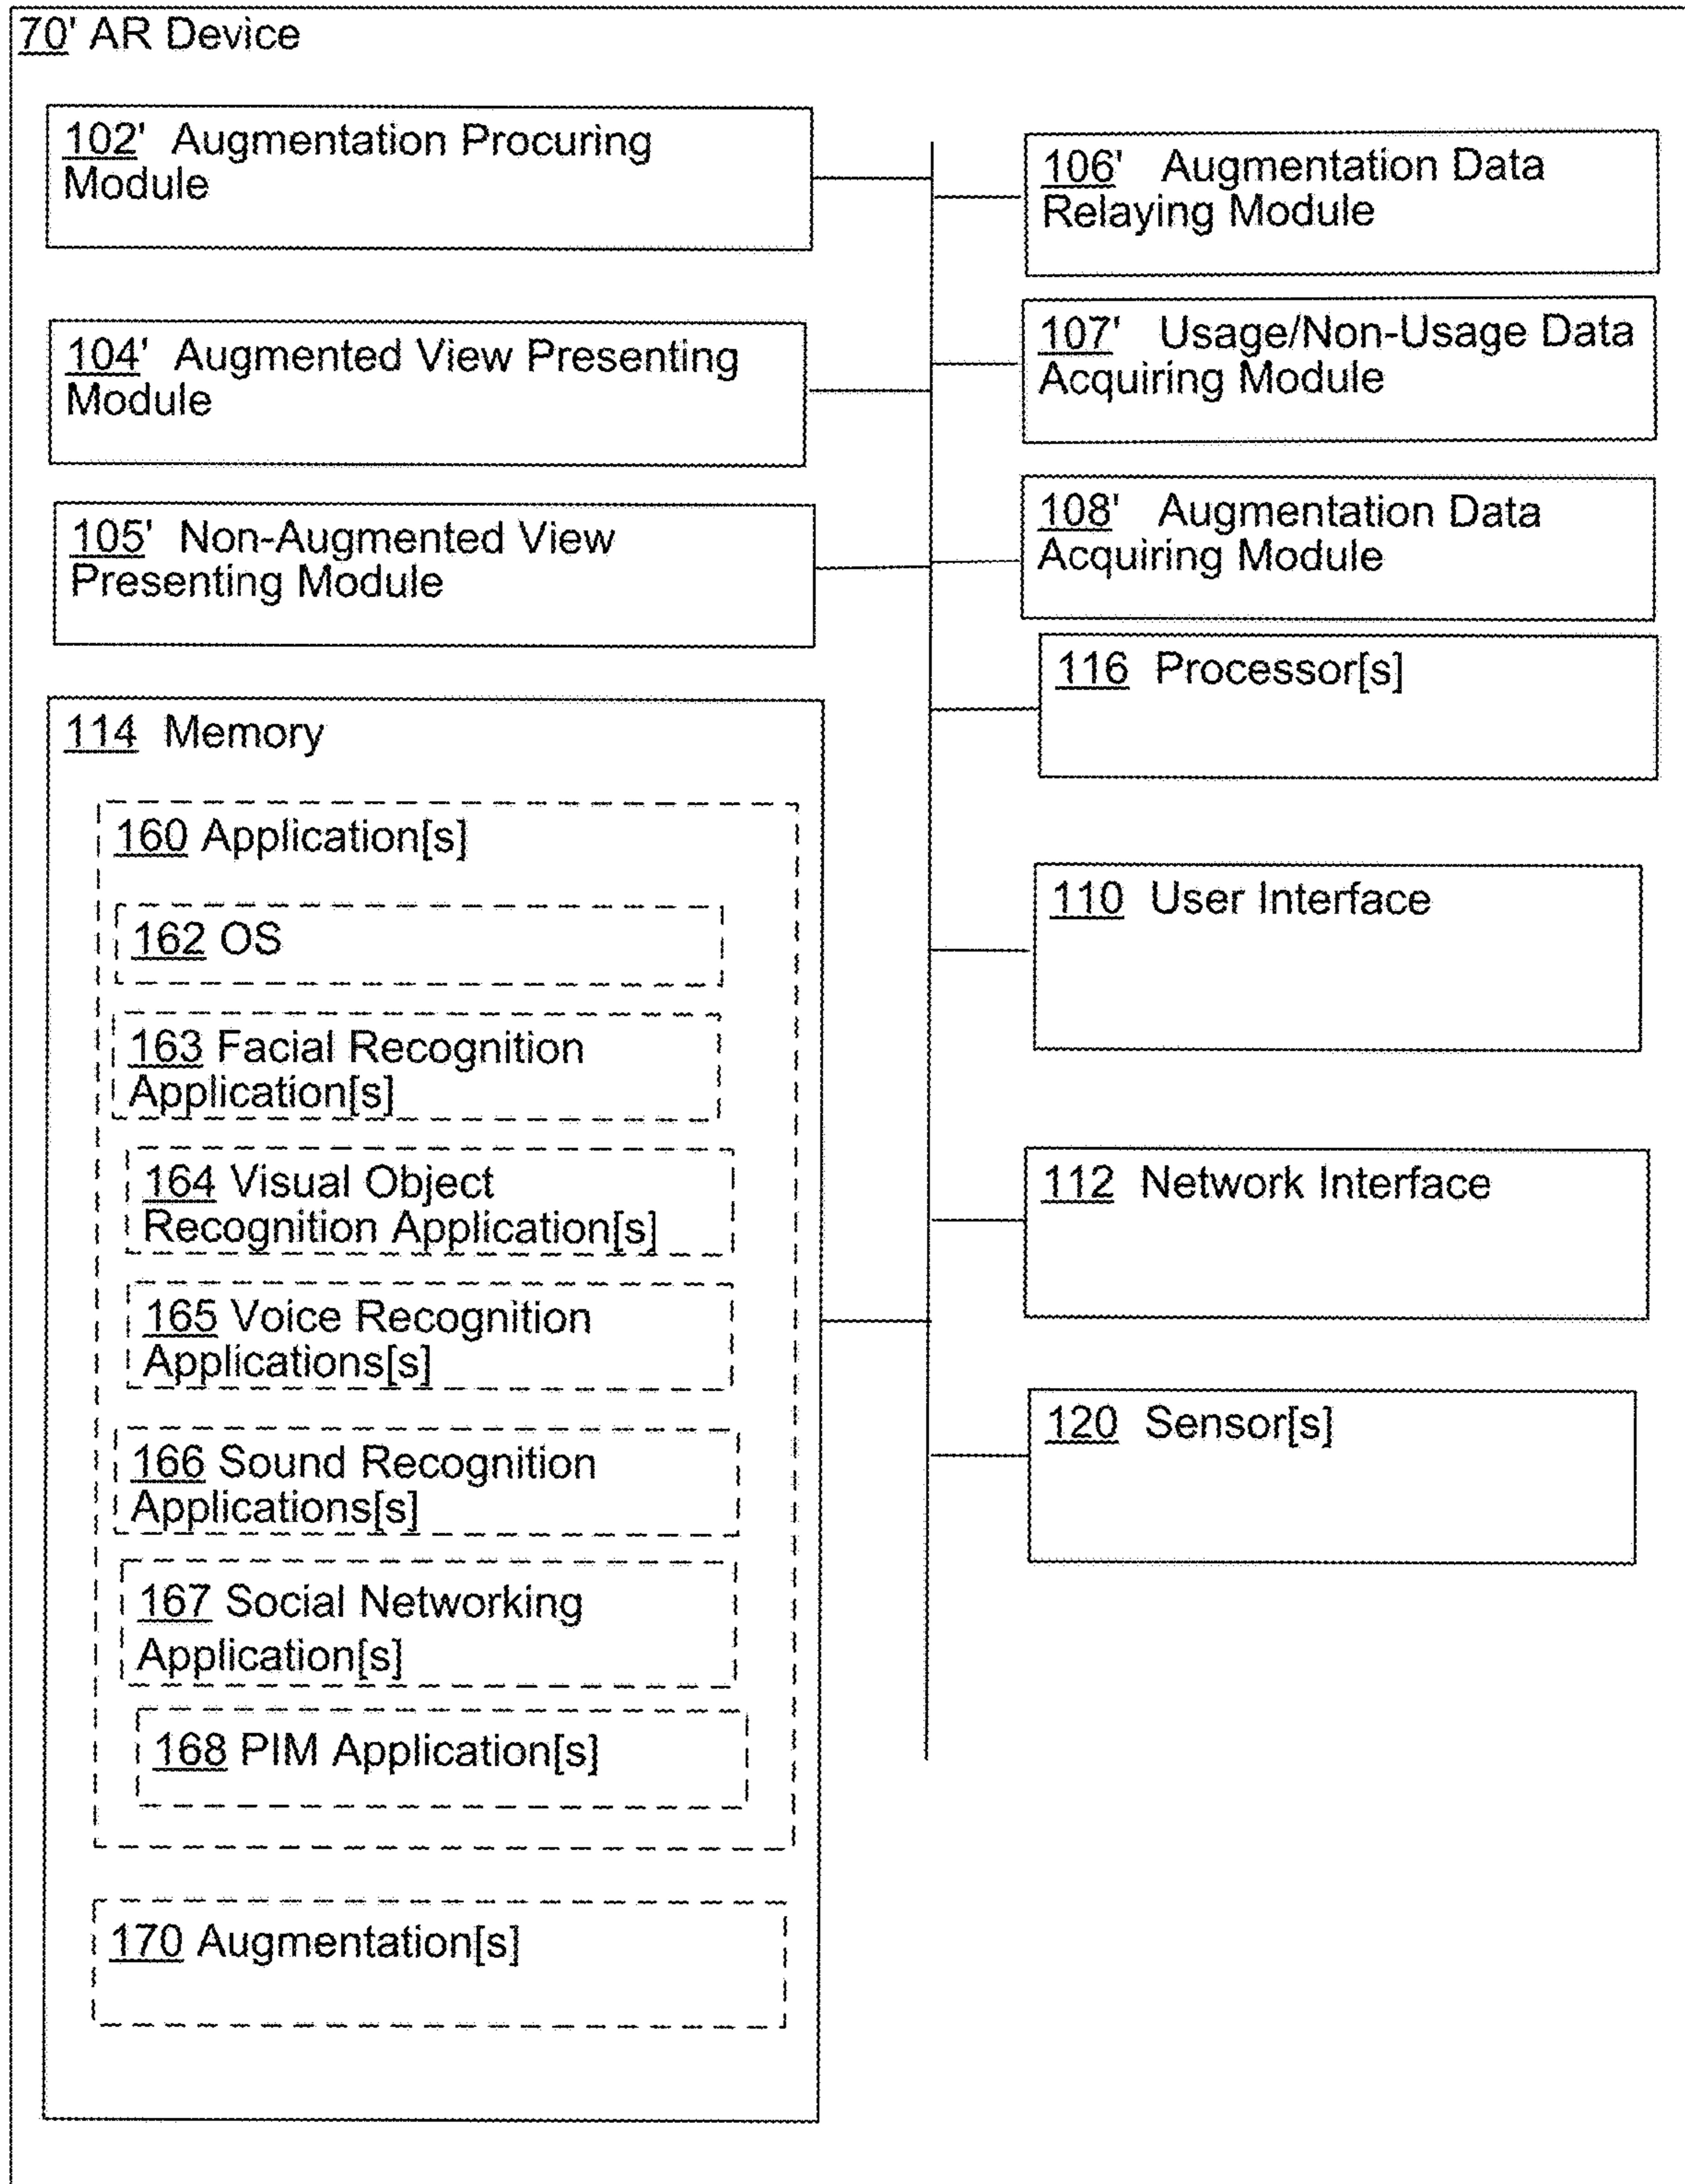 70' AR Device
102' Augmentation Procuring
Module
104' Augmented View Presenting
Module
105' Non-Augmented View
Presenting Module
114 Memory
160 Application[s]
162 OS
163 Facial Recognition
Application[s]
164 Visual Object
Recognition Application[s]
165 Voice Recognition
Applications[s]
166 Sound Recognition
Applications[s]
167 Social Networking
Application[s]
168 PIM Application[s]
170 Augmentation[s]
106' Augmentation Data
Relaying Module
107' Usage/Non-Usage Data
Acquiring Module
108' Augmentation Data
Acquiring Module
116 Processor[s]
110 User Interface
112 Network Interface
120 Sensor[s]